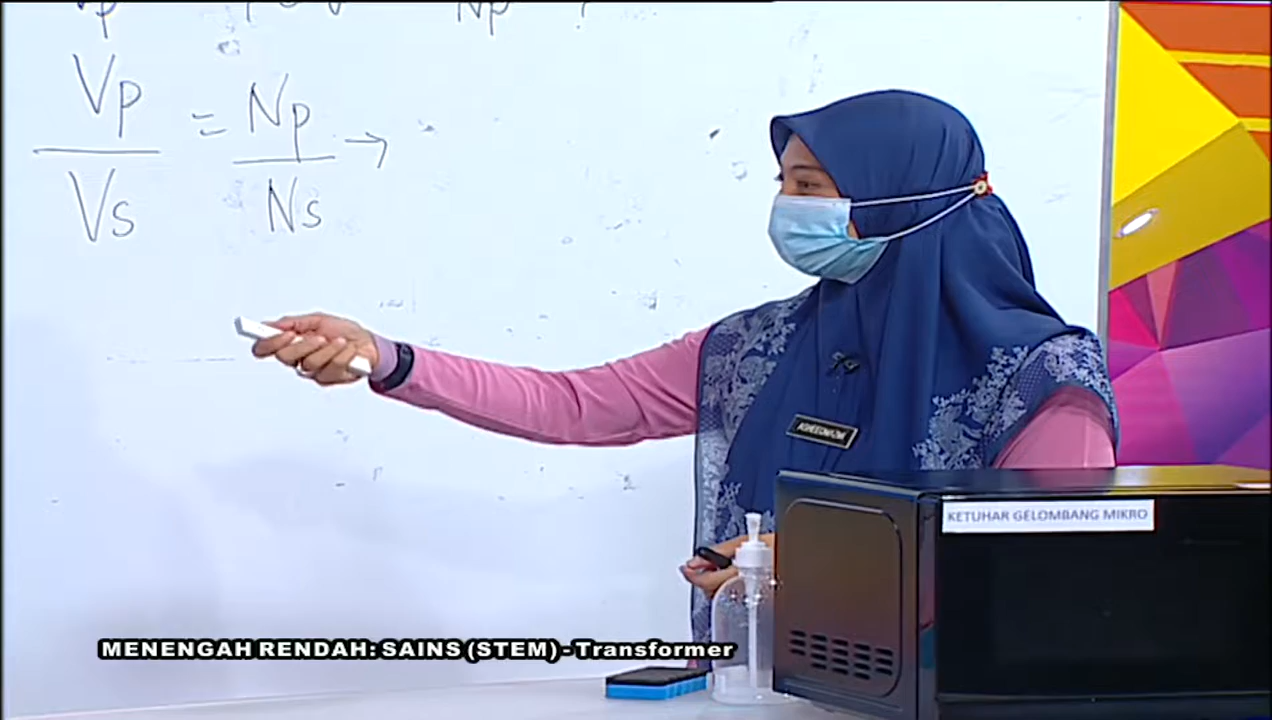 Vp = Np →
Vs Ns
KETUHAR GELOMBANG MIKRO
MENENGAH RENDAH: SAINS (STEM) - Transformer